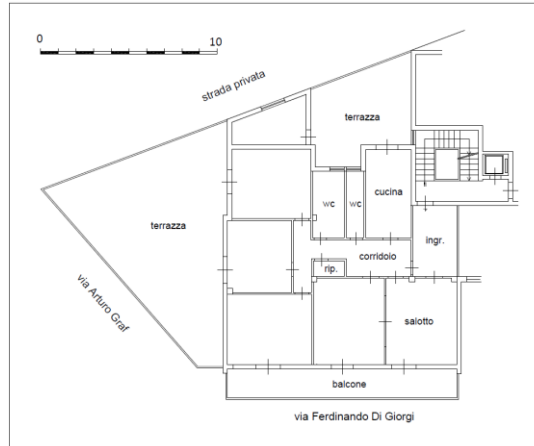 0 10
strada privata
terrazza
cucina
wc wc
terrazza
ingr.
corridoio
rip.
via Arturo Graf
salotto
balcone
via Ferdinando Di Giorgi